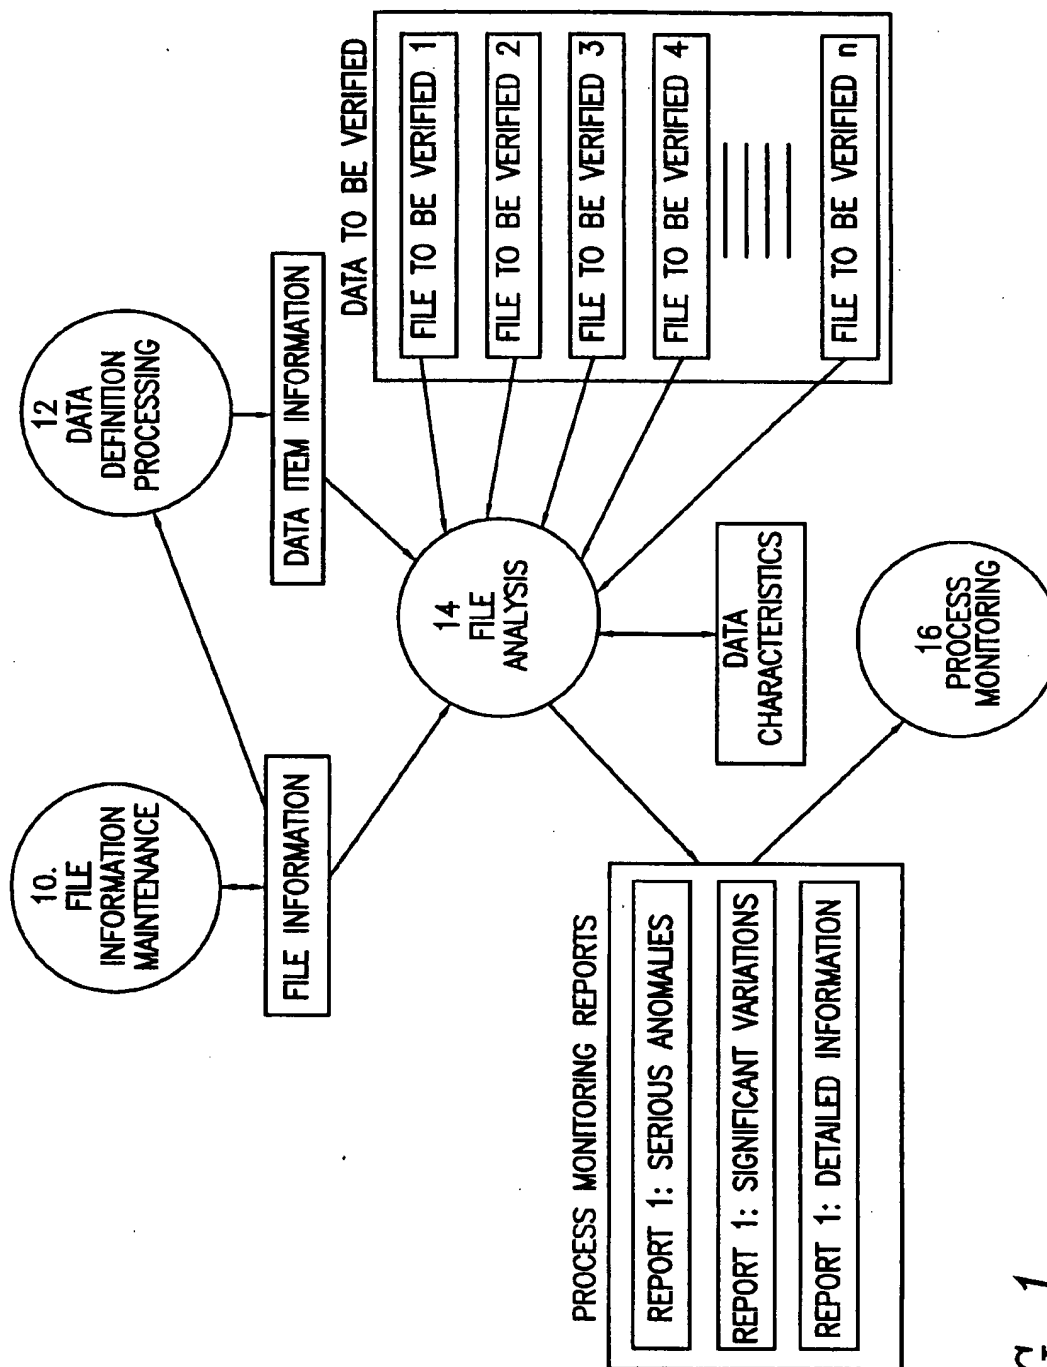 10.
FILE
INFORMATION
MAINTENANCE
12
DATA
DEFINITION
PROCESSING
FILE INFORMATION
DATA ITEM INFORMATION
DATA TO BE VERIFIED
FILE TO BE VERIFIED 1
FILE TO BE VERIFIED 2
FILE TO BE VERIFIED 3
FILE TO BE VERIFIED 4
FILE TO BE VERIFIED n
14
FILE
ANALYSIS
PROCESS MONITORING REPORTS
REPORT 1: SERIOUS ANOMALIES
REPORT 1: SIGNIFICANT VARIATIONS
REPORT 1: DETAILED INFORMATION
DATA
CHARACTERISTICS
16
PROCESS
MONITORING
1